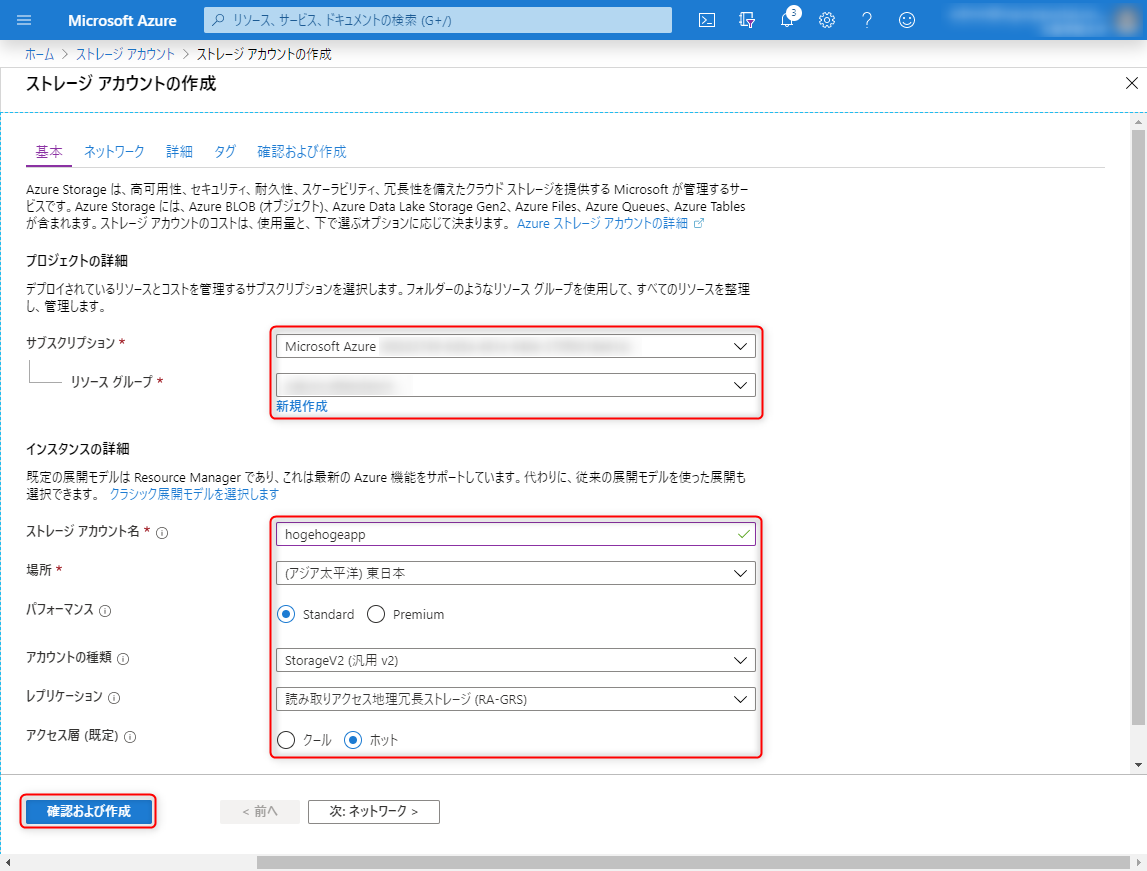 Microsoft Azure
リソース、サービス、ドキュメントの検索 (G+/)
3
ホーム > ストレージ アカウント > ストレージ アカウントの作成
ストレージ アカウントの作成
基本 ネットワーク 詳細 タグ 確認および作成
Azure Storage は、高可用性、セキュリティ、耐久性、スケーラビリティ、冗長性を備えたクラウド ストレージを提供する Microsoft が管理するサー
ビスです。Azure Storage には、Azure BLOB (オブジェクト)、Azure Data Lake Storage Gen2、Azure Files、Azure Queues、Azure Tables
が含まれます。ストレージ アカウントのコストは、使用量と、下で選ぶオプションに応じて決まります。 Azure ストレージ アカウントの詳細
プロジェクトの詳細
デプロイされているリソースとコストを管理するサブスクリプションを選択します。フォルダーのようなリソース グループを使用して、すべてのリソースを整理
し、管理します。
サブスクリプション *
Microsoft Azure
リソース グループ *
新規作成
インスタンスの詳細
既定の展開モデルは Resource Manager であり、これは最新の Azure 機能をサポートしています。代わりに、従来の展開モデルを使った展開も
選択できます。 クラシック展開モデルを選択します
ストレージ アカウント名 *
hogehogeapp
場所 *
(アジア太平洋) 東日本
パフォーマンス
Standard Premium
アカウントの種類
StorageV2 (汎用 v2)
レプリケーション
読み取りアクセス地理冗長ストレージ (RA-GRS)
アクセス層 (既定)
クール ホット
確認および作成
< 前へ
次: ネットワーク >